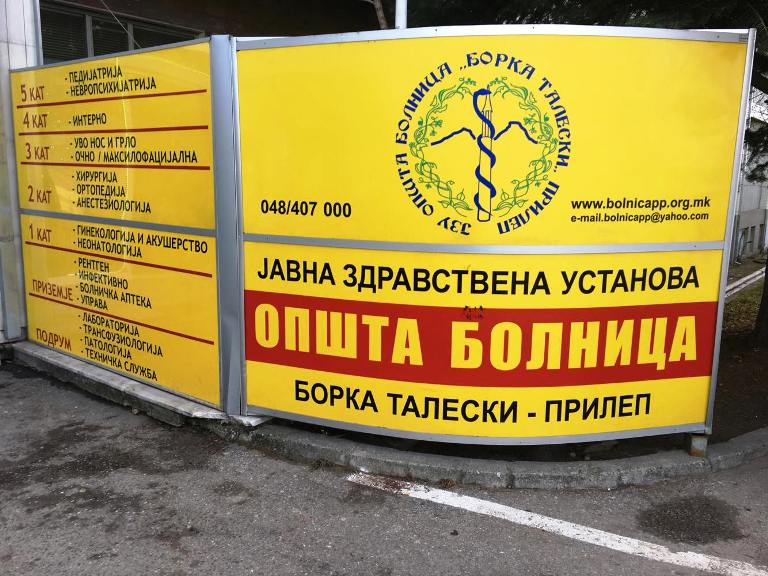 5 КАТ
- ПЕДИЈАТРИЈА
- НЕВРОПСИХИЈАТРИЈА
4 КАТ
- ИНТЕРНО
3 КАТ
- УВО НОС И ГРЛО
- ОЧНО / МАКСИЛОФАЦИЈАЛНА
2 КАТ
- ХИРУРГИЈА
- ОРТОПЕДИЈА
- АНЕСТЕЗИОЛОГИЈА
1 КАТ
- ГИНЕКОЛОГИЈА И АКУШЕРСТВО
- НЕОНАТОЛОГИЈА
ПРИЗЕМЈЕ
- РЕНТГЕН
- ИНФЕКТИВНО
- БОЛНИЧКА АПТЕКА
- УПРАВА
ПОДРУМ
- ЛАБОРАТОРИЈА
- ТРАНСФУЗИОЛОГИЈА
- ПАТОЛОГИЈА
- ТЕХНИЧКА СЛУЖБА
ЈЗУ ОПШТА БОЛНИЦА ,,БОРКА ТАЛЕСКИ,, ПРИЛЕП
048/407 000
www.bolnicapp.org.mk
e-mail.bolnicapp@yahoo.com
ЈАВНА ЗДРАВСТВЕНА УСТАНОВА
ОПШТА БОЛНИЦА
БОРКА ТАЛЕСКИ - ПРИЛЕП